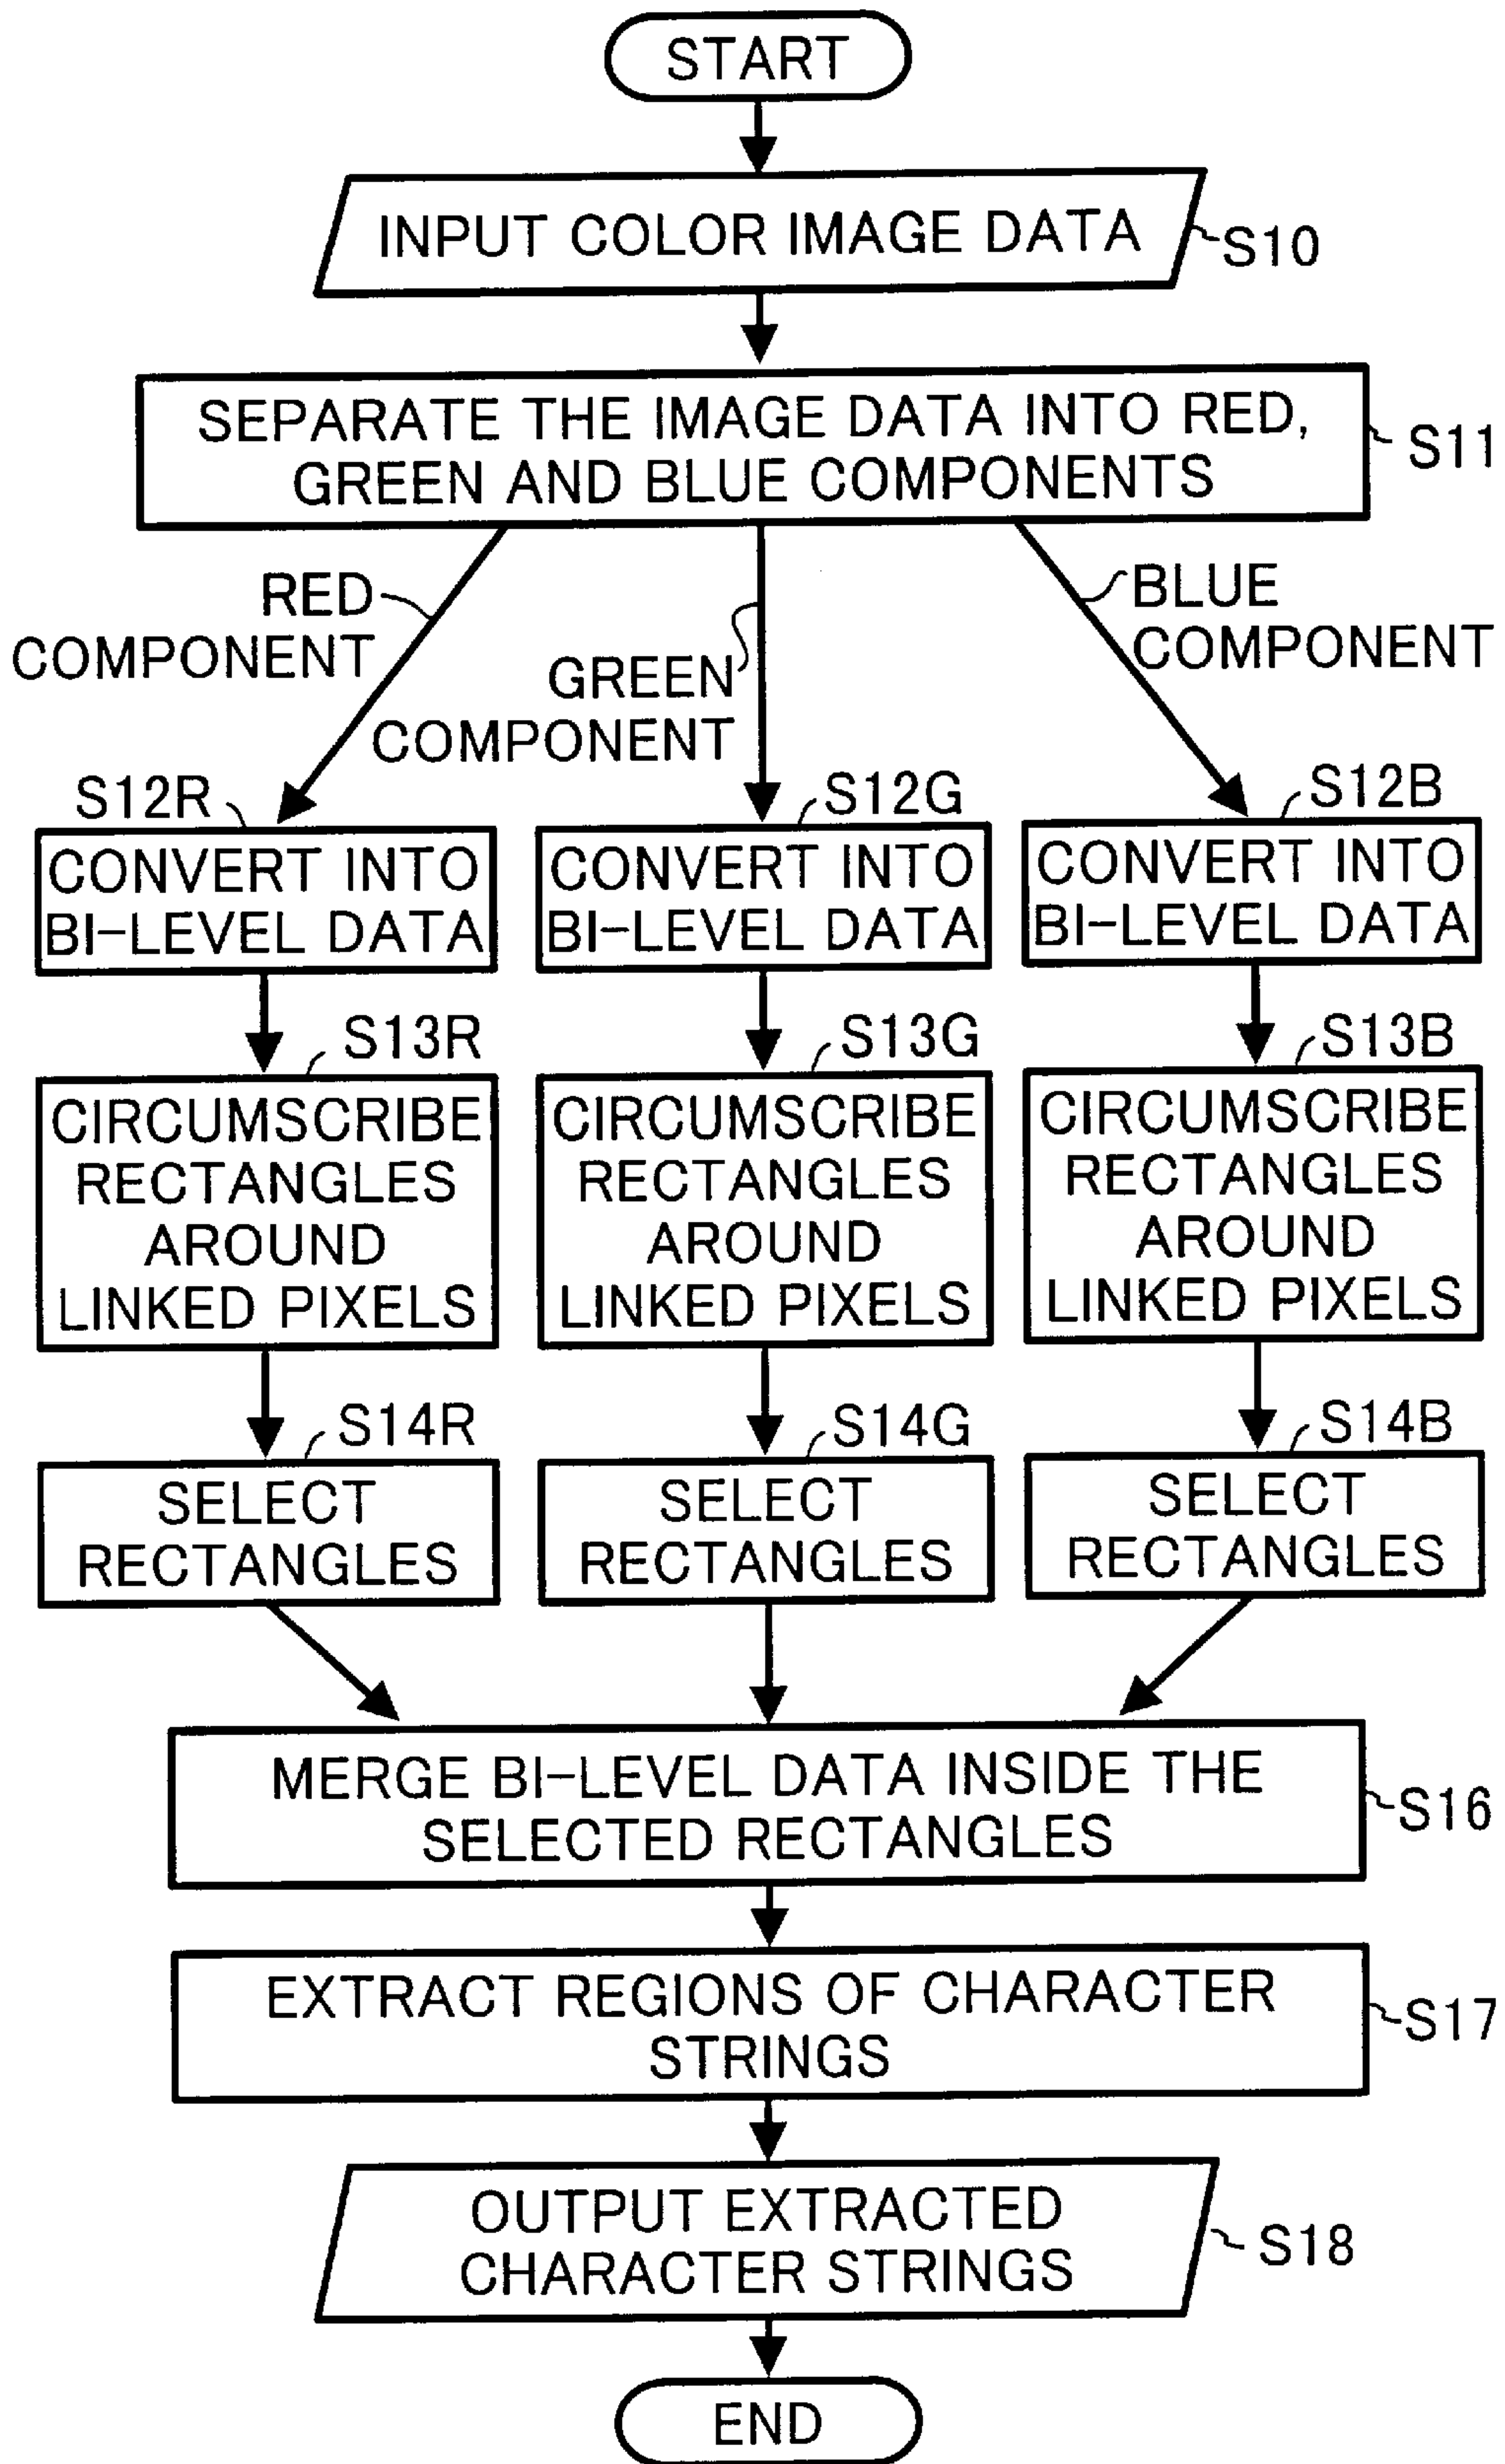 START
INPUT COLOR IMAGE DATA
S10
SEPARATE THE IMAGE DATA INTO RED,
GREEN AND BLUE COMPONENTS
S11
RED
COMPONENT
GREEN
COMPONENT
BLUE
COMPONENT
S12R
CONVERT INTO
BI-LEVEL DATA
S12G
CONVERT INTO
BI-LEVEL DATA
S12B
CONVERT INTO
BI-LEVEL DATA
S13R
CIRCUMSCRIBE
RECTANGLES
AROUND
LINKED PIXELS
S13G
CIRCUMSCRIBE
RECTANGLES
AROUND
LINKED PIXELS
S13B
CIRCUMSCRIBE
RECTANGLES
AROUND
LINKED PIXELS
S14R
SELECT
RECTANGLES
S14G
SELECT
RECTANGLES
S14B
SELECT
RECTANGLES
MERGE BI-LEVEL DATA INSIDE THE
SELECTED RECTANGLES
S16
EXTRACT REGIONS OF CHARACTER
STRINGS
S17
OUTPUT EXTRACTED
CHARACTER STRINGS
S18
END